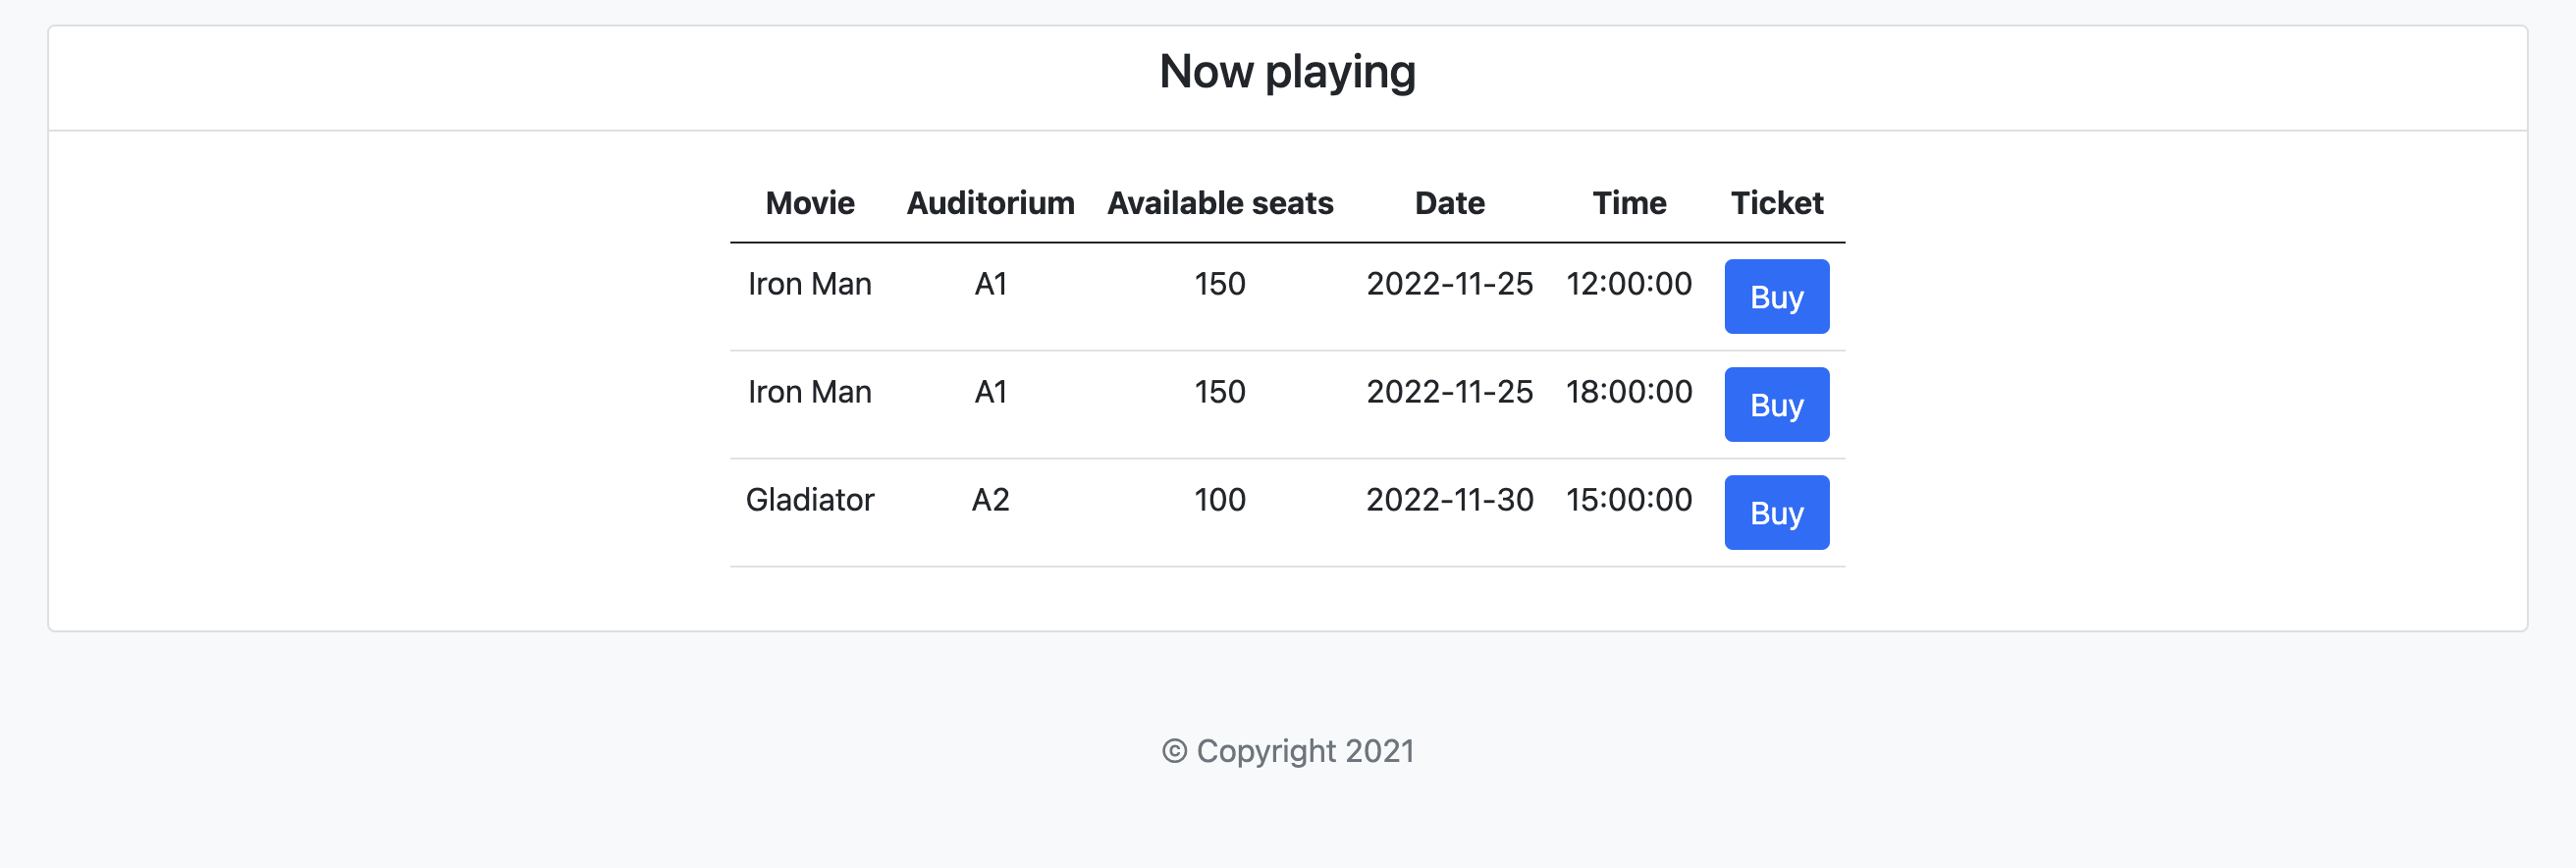 Now playing
Movie Auditorium Available seats Date Time Ticket
Iron Man A1 150 2022-11-25 12:00:00 Buy
Iron Man A1 150 2022-11-25 18:00:00 Buy
Gladiator A2 100 2022-11-30 15:00:00 Buy
© Copyright 2021